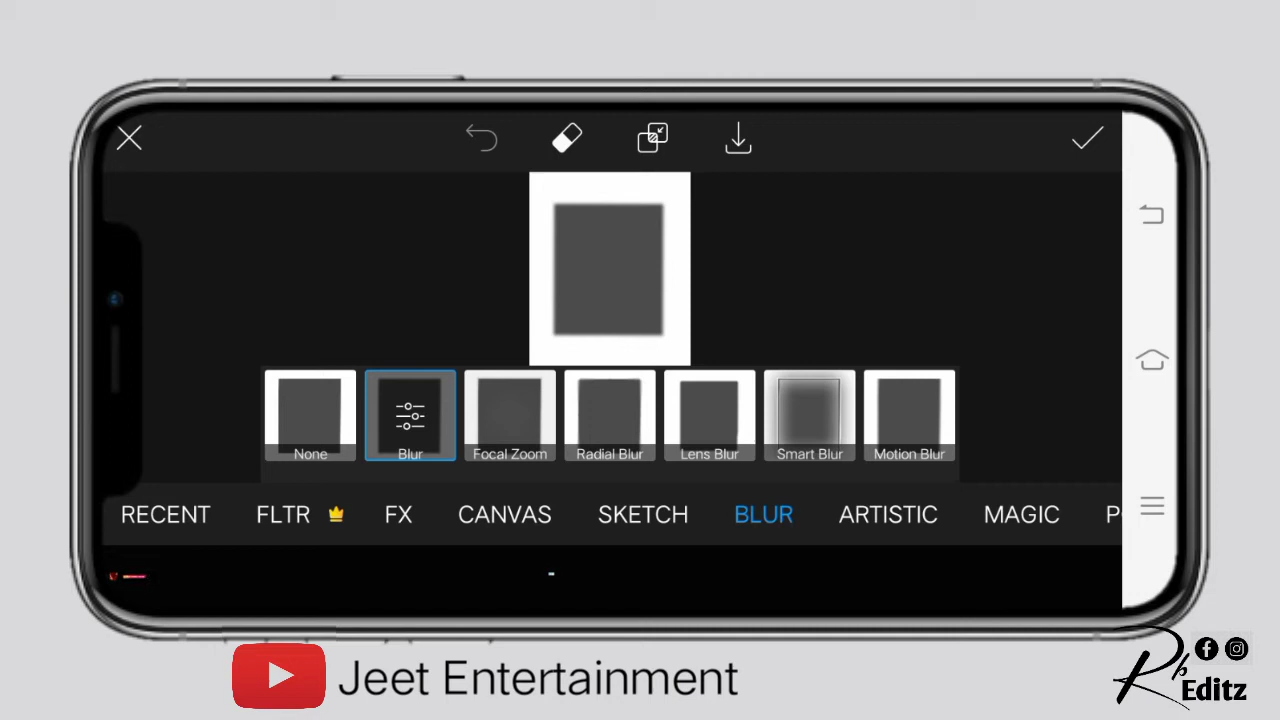 None Blur Focal Zoom Radial Blur Lens Blur Smart Blur Motion Blur
RECENT FLTR FX CANVAS SKETCH BLUR ARTISTIC MAGIC
Jeet Entertainment
Rb
Editz